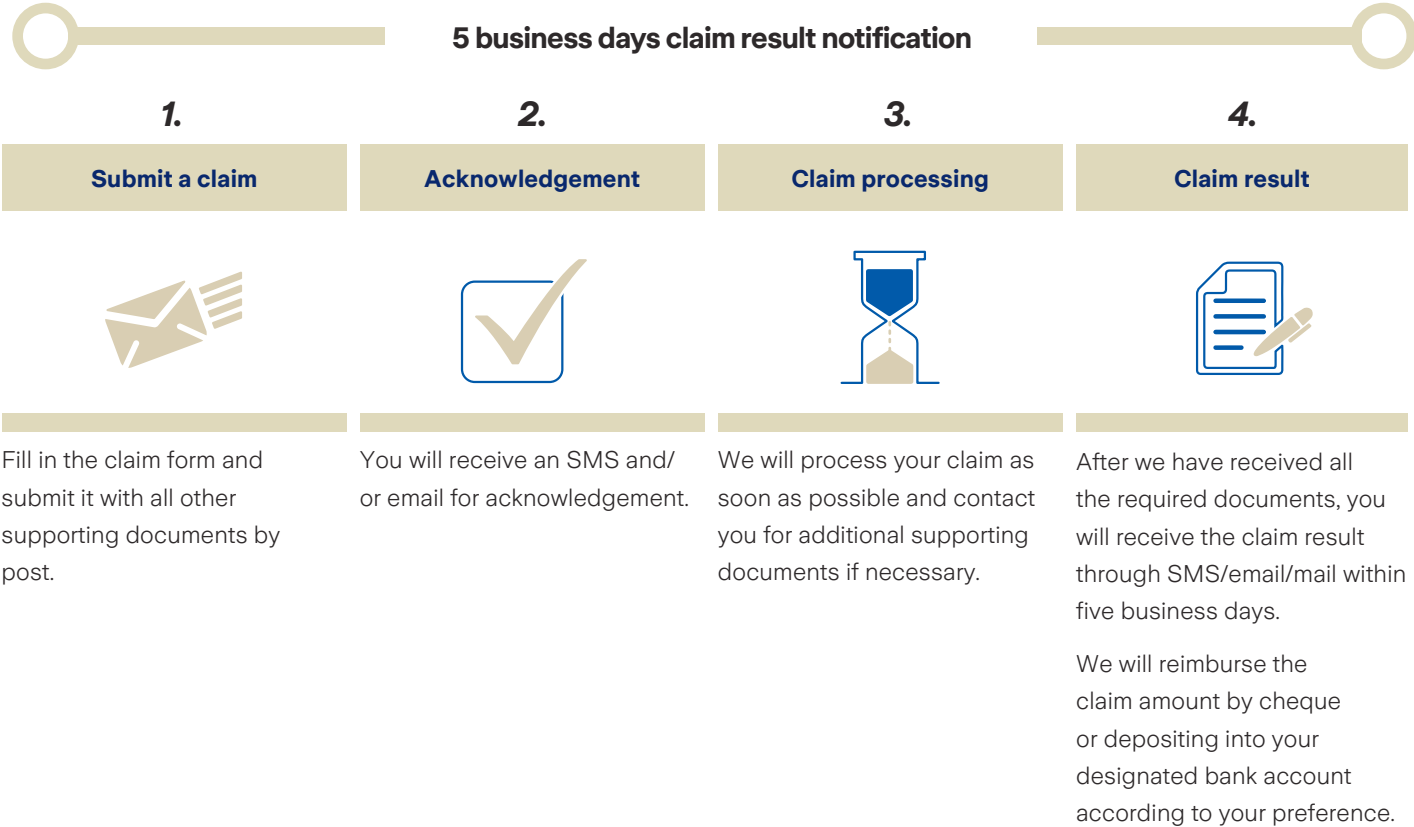 5 business days claim result notification
1.
Submit a claim
Fill in the claim form and
submit it with all other
supporting documents by
post.
2.
Acknowledgement
You will receive an SMS and/
or email for acknowledgement.
3.
Claim processing
We will process your claim as
soon as possible and contact
you for additional supporting
documents if necessary.
4.
Claim result
After we have received all
the required documents, you
will receive the claim result
through SMS/email/mail within
five business days.
We will reimburse the
claim amount by cheque
or depositing into your
designated bank account
according to your preference.